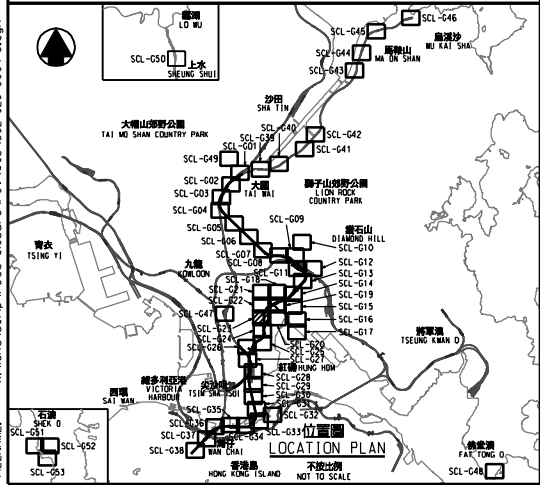 羅湖
LO WU
SCL-G50
上水
SHEUNG SHUI
SCL-G46
SCL-G45
烏溪沙
WU KAI SHA
SCL-G44
馬鞍山
MA ON SHAN
SCL-G43
沙田
SHA TIN
大帽山郊野公園
TAI MO SHAN COUNTRY PARK
SCL-G40
SCL-G39
SCL-G42
SCL-G01
SCL-G41
SCL-G49
SCL-G02
大圍
TAI WAI
獅子山郊野公園
LION ROCK
COUNTRY PARK
SCL-G03
SCL-G04
SCL-G09
SCL-G05
鑽石山
DIAMOND HILL
SCL-G06
SCL-G10
青衣
TSING YI
SCL-G07
SCL-G08
SCL-G12
九龍
KOWLOON
SCL-G11
SCL-G13
SCL-G18
SCL-G14
SCL-G21
SCL-G19
SCL-G22
SCL-G15
SCL-G47
SCL-G16
SCL-G23
SCL-G17
將軍澳
TSEUNG KWAN O
SCL-G24
SCL-G20
SCL-G26
SCL-G25
SCL-G27
紅磡
HUNG HOM
SCL-G28
維多利亞港
VICTORIA
HARBOUR
尖沙咀
TSIM SHA TSUI
SCL-G29
西環
SAI WAN
SCL-G30
SCL-G31
SCL-G32
SCL-G35
石澳
SHEK O
SCL-G36
SCL-G33
SCL-G34
SCL-G51
SCL-G37
灣仔
WAN CHAI
位置圖
LOCATION PLAN
SCL-G52
SCL-G38
佛堂澳
FAT TONG O
SCL-G53
香港島
HONG KONG ISLAND
不按比例
NOT TO SCALE
SCL-G48